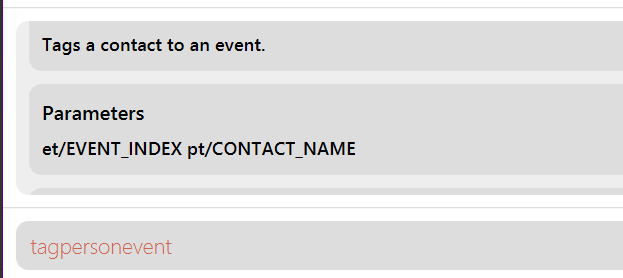 Tags a contact to an event.
Parameters
et/EVENT_INDEX pt/CONTACT_NAME
tagpersonevent